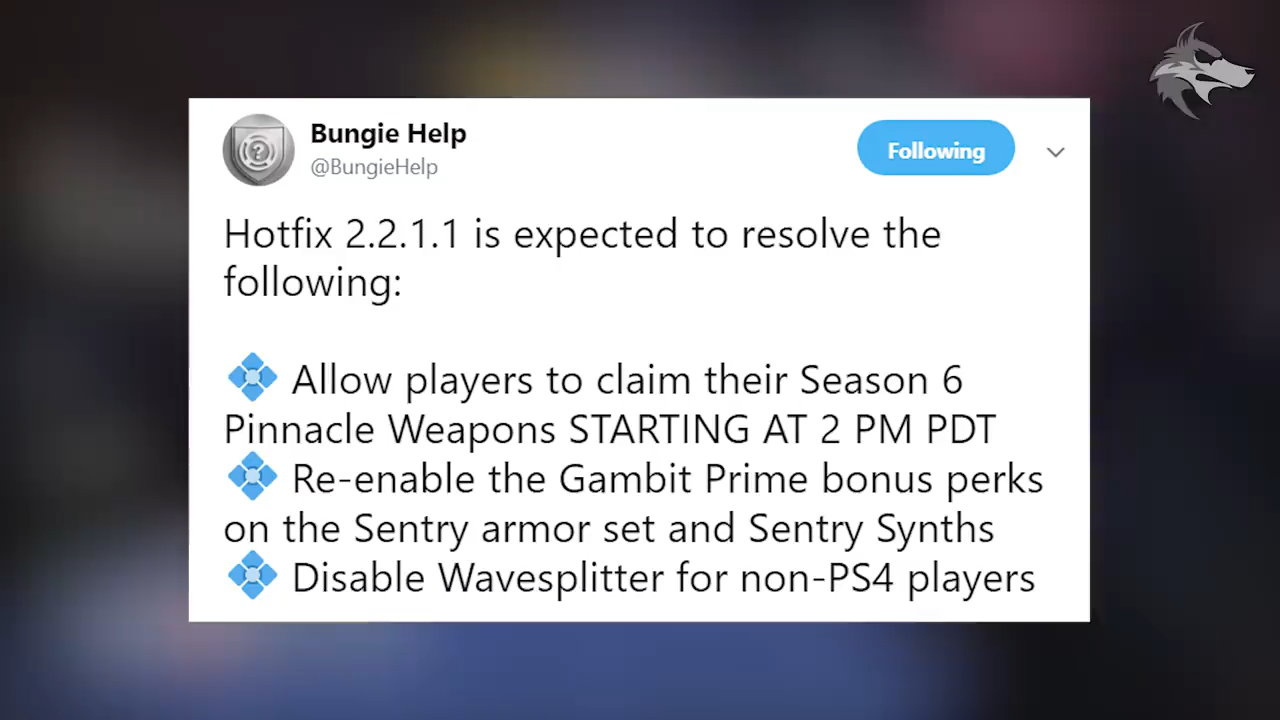 Bungie Help
@BungieHelp
Following
Hotfix 2.2.1.1 is expected to resolve the
following:
Allow players to claim their Season 6
Pinnacle Weapons STARTING AT 2 PM PDT
Re-enable the Gambit Prime bonus perks
on the Sentry armor set and Sentry Synths
Disable Wavesplitter for non-PS4 players